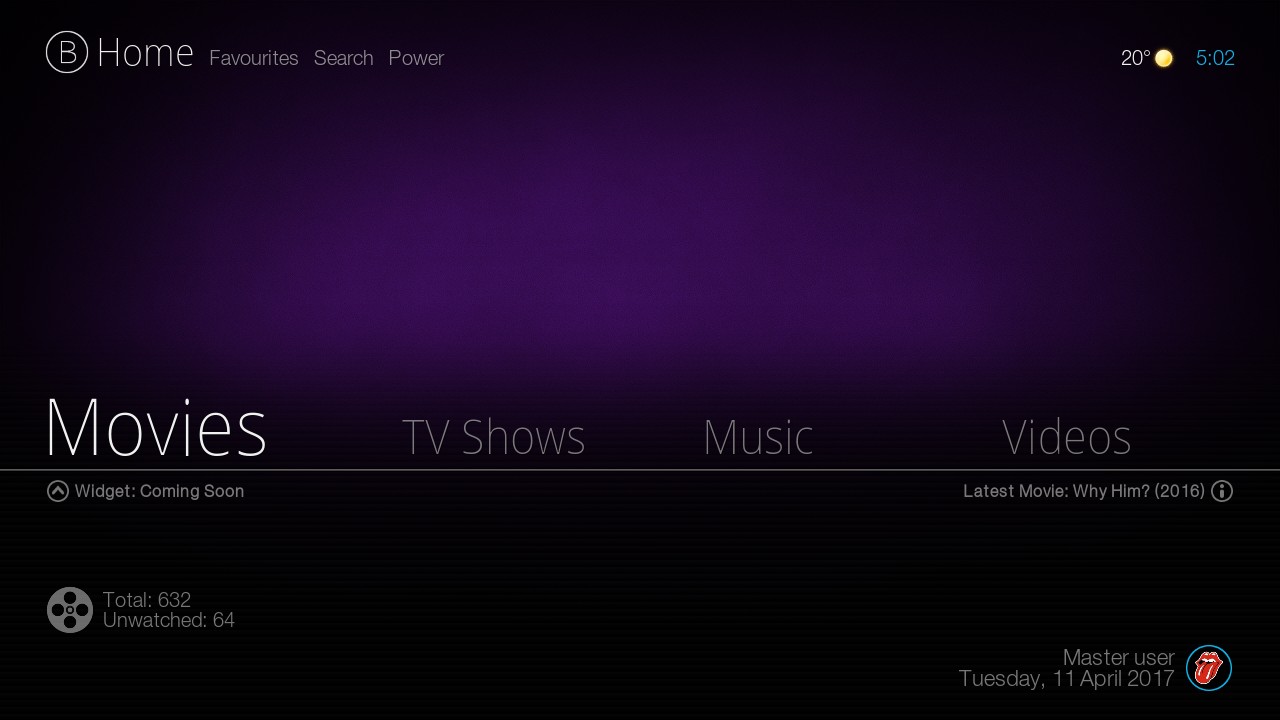 B Home Favourites Search Power
20° 5:02
Movies TV Shows Music Videos
Widget: Coming Soon
Latest Movie: Why Him? (2016)
Total: 632
Unwatched: 64
Master user
Tuesday, 11 April 2017